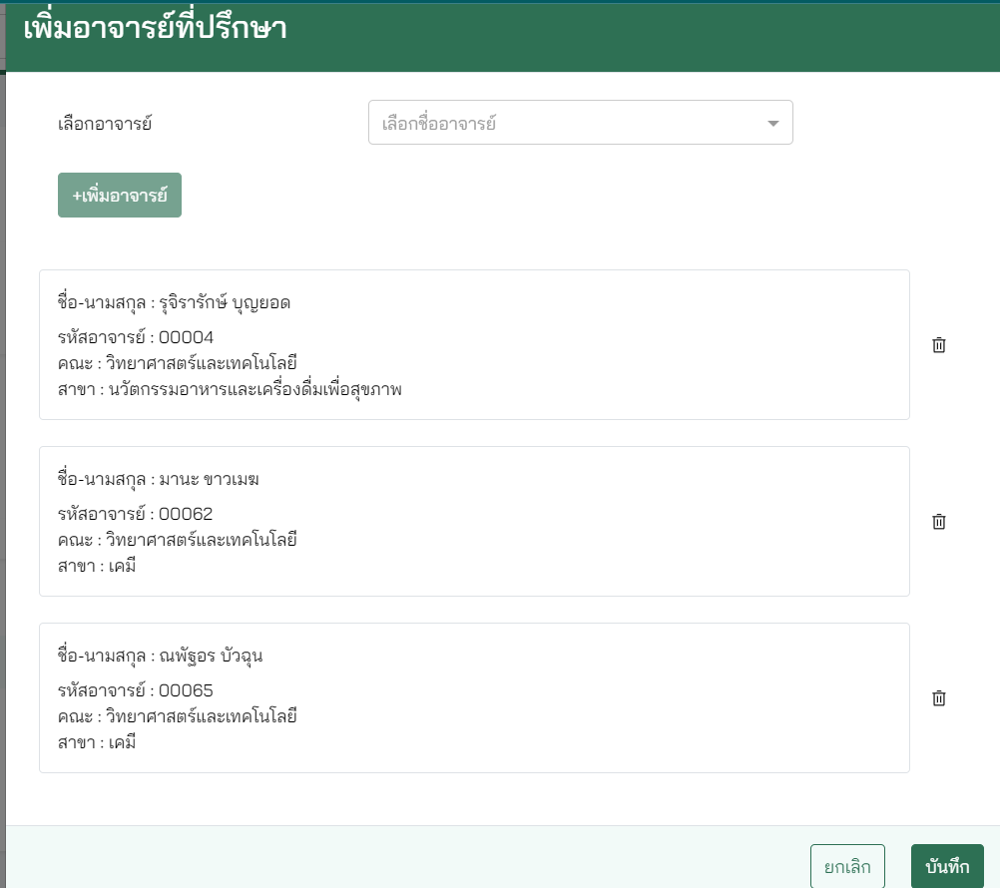 เพิ่มอาจารย์ที่ปรึกษา
เลือกอาจารย์
เลือกชื่ออาจารย์
+เพิ่มอาจารย์
ชื่อ-นามสกุล : รุจิรารักษ์ บุญยอด
รหัสอาจารย์ : 00004
คณะ : วิทยาศาสตร์และเทคโนโลยี
สาขา : นวัตกรรมอาหารและเครื่องดื่มเพื่อสุขภาพ
ชื่อ-นามสกุล : มานะ ขาวเมฆ
รหัสอาจารย์ : 00062
คณะ : วิทยาศาสตร์และเทคโนโลยี
สาขา : เคมี
ชื่อ-นามสกุล : ณพัฐอร บัวฉุน
รหัสอาจารย์ : 00065
คณะ : วิทยาศาสตร์และเทคโนโลยี
สาขา : เคมี
ยกเลิก
บันทึก